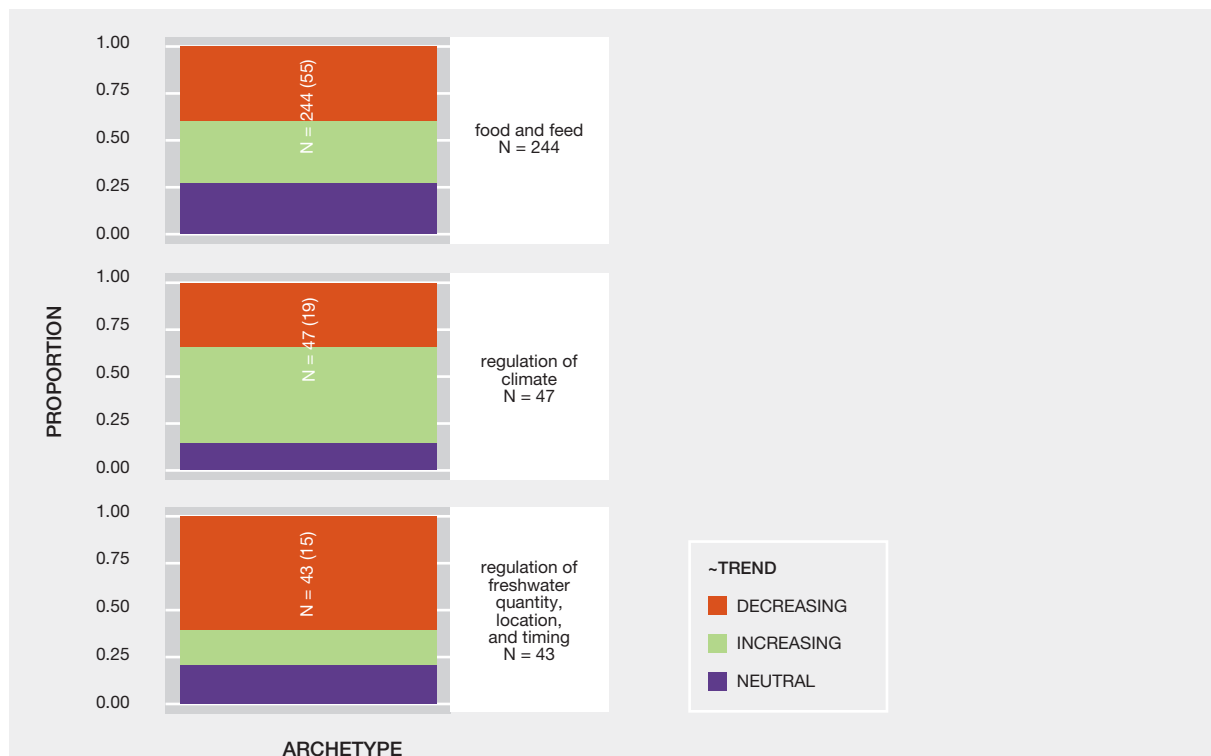 1.00
0.75
0.50
0.25
0.00
N = 244 (55)
food and feed
N = 244
PROPORTION
1.00
0.75
0.50
0.25
0.00
N = 47 (19)
regulation of
climate
N = 47
1.00
0.75
0.50
0.25
0.00
N = 43 (15)
regulation of
freshwater
quantity,
location,
and timing
N = 43
~TREND
DECREASING
INCREASING
NEUTRAL
ARCHETYPE